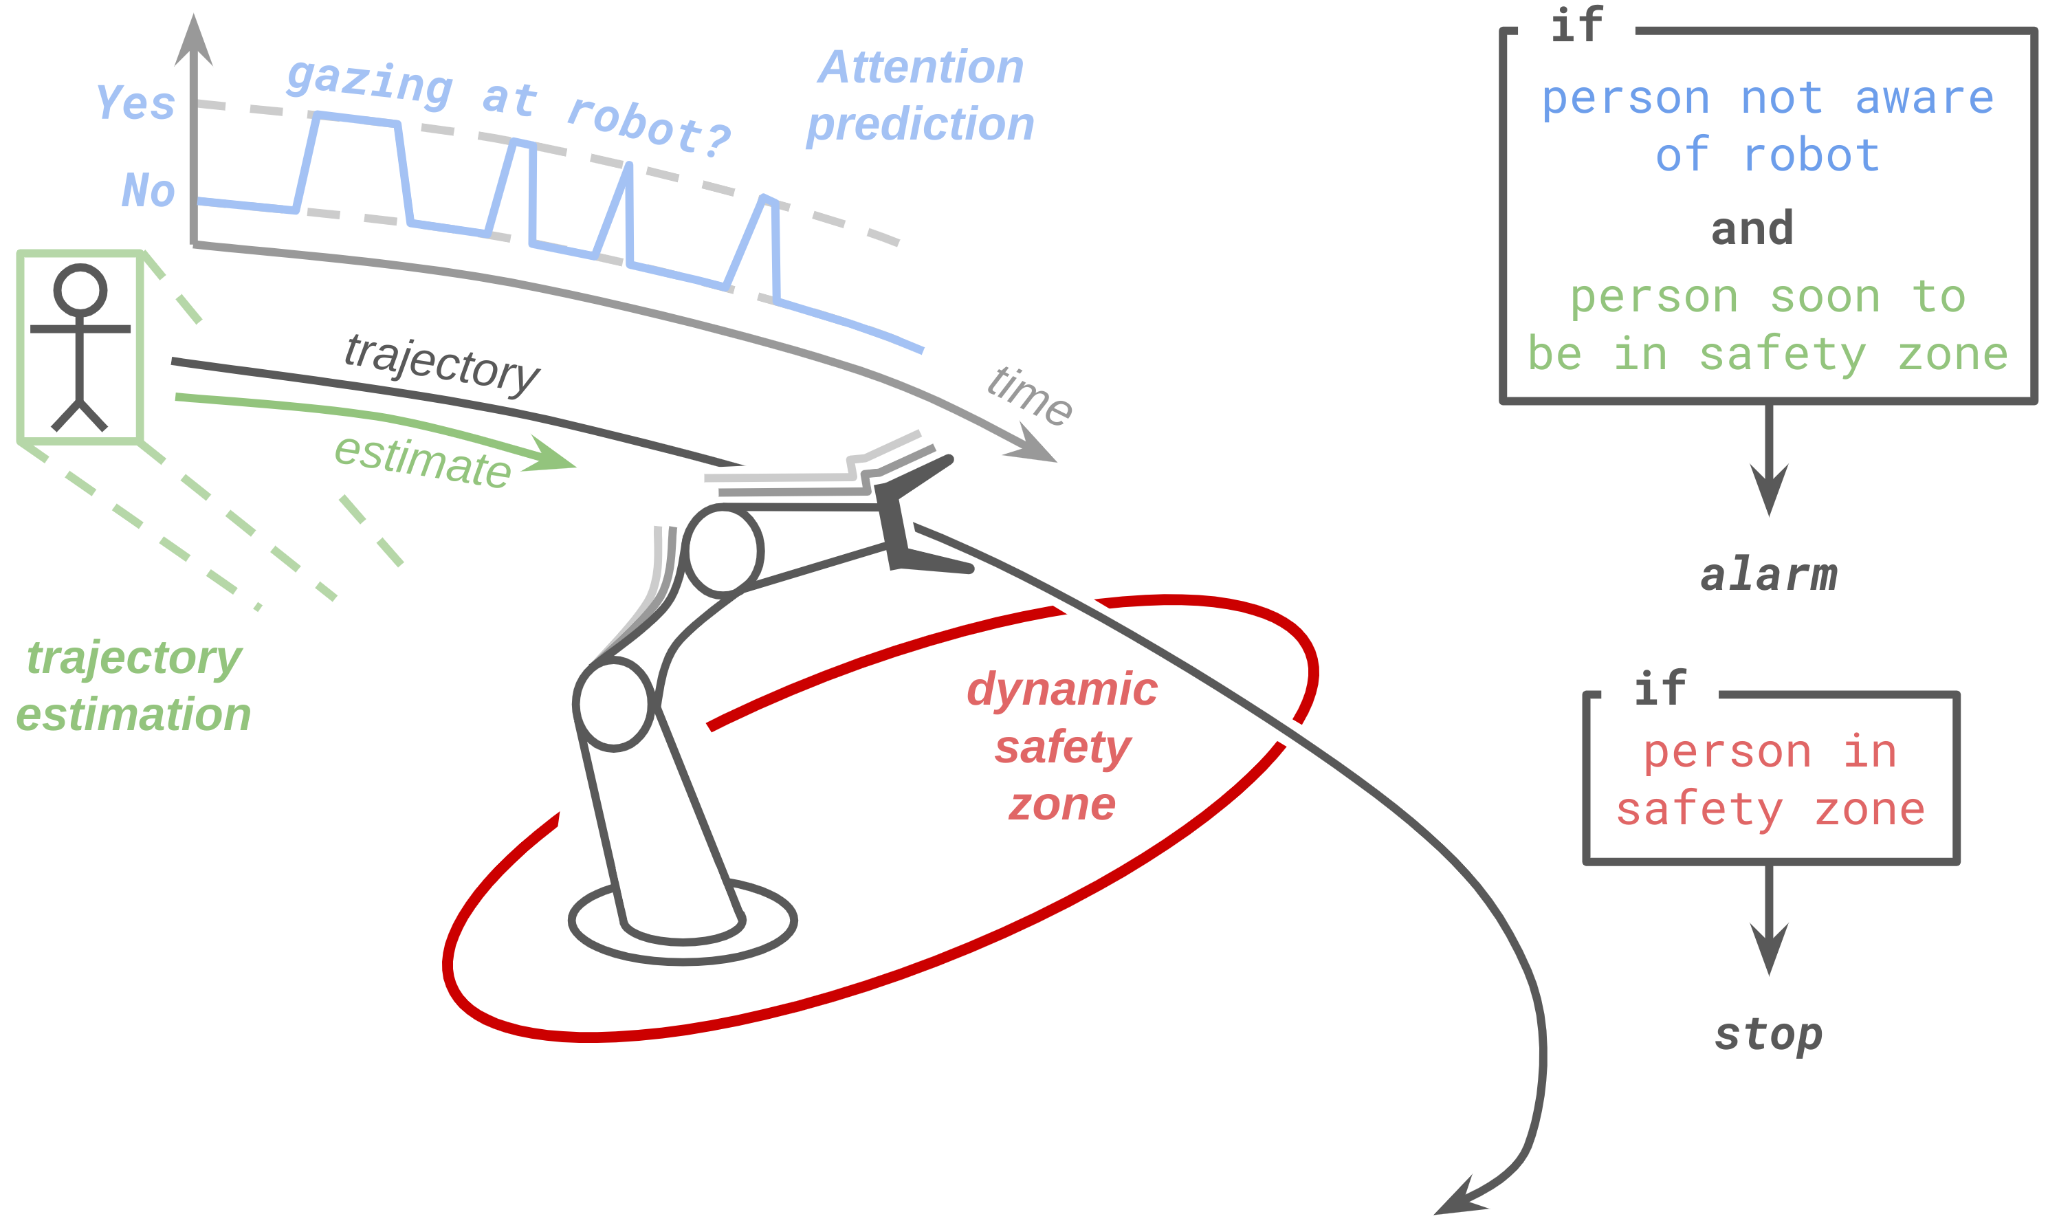 Yes
No
gazing at robot?
Attention
prediction
time
trajectory
estimate
trajectory
estimation
dynamic
safety
zone
if
person not aware
of robot
and
person soon to
be in safety zone
alarm
if
person in
safety zone
stop